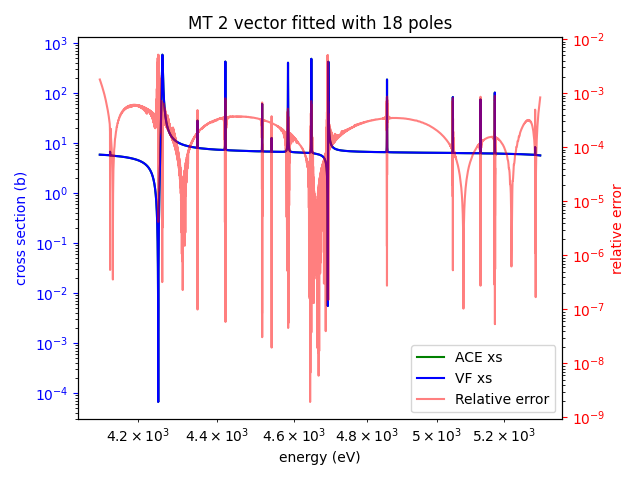 MT 2 vector fitted with 18 poles
cross section (b)
10³
10²
10¹
10⁰
10⁻¹
10⁻²
10⁻³
10⁻⁴
10⁻²
10⁻³
10⁻⁴
10⁻⁵
10⁻⁶
10⁻⁷
10⁻⁸
10⁻⁹
relative error
ACE xs
VF xs
Relative error
4.2 × 10³ 4.4 × 10³ 4.6 × 10³ 4.8 × 10³ 5 × 10³ 5.2 × 10³
energy (eV)